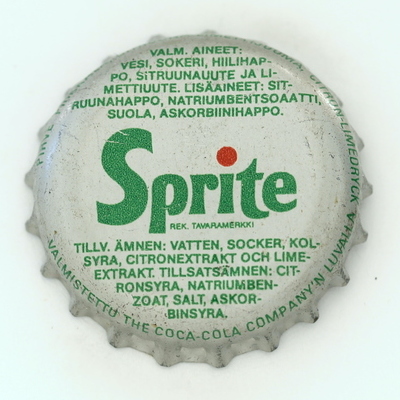 VALM. AINEET:
VESI, SOKERI, HIILIHAP-
PO, SITRUUNAUUTE JA LI-
METTIUUTE. LISÄAINEET: SIT-
RUUNAHAPPO, NATRIUMBENTSOAATTI,
SUOLA, ASKORBIINIHAPPO.
Sprite
REK. TAVARAMERKKI
TILLV. ÄMNEN: VATTEN, SOCKER, KOL-
SYRA, CITRONEXTRAKT OCH LIME-
EXTRAKT. TILLSATSÄMNEN: CIT-
RONSYRA, NATRIUMBEN-
ZOAT, SALT, ASKOR-
BINSYRA.
VALMISTETTU THE COCA-COLA COMPANY'N LUVALLA
LIMEDRYCK